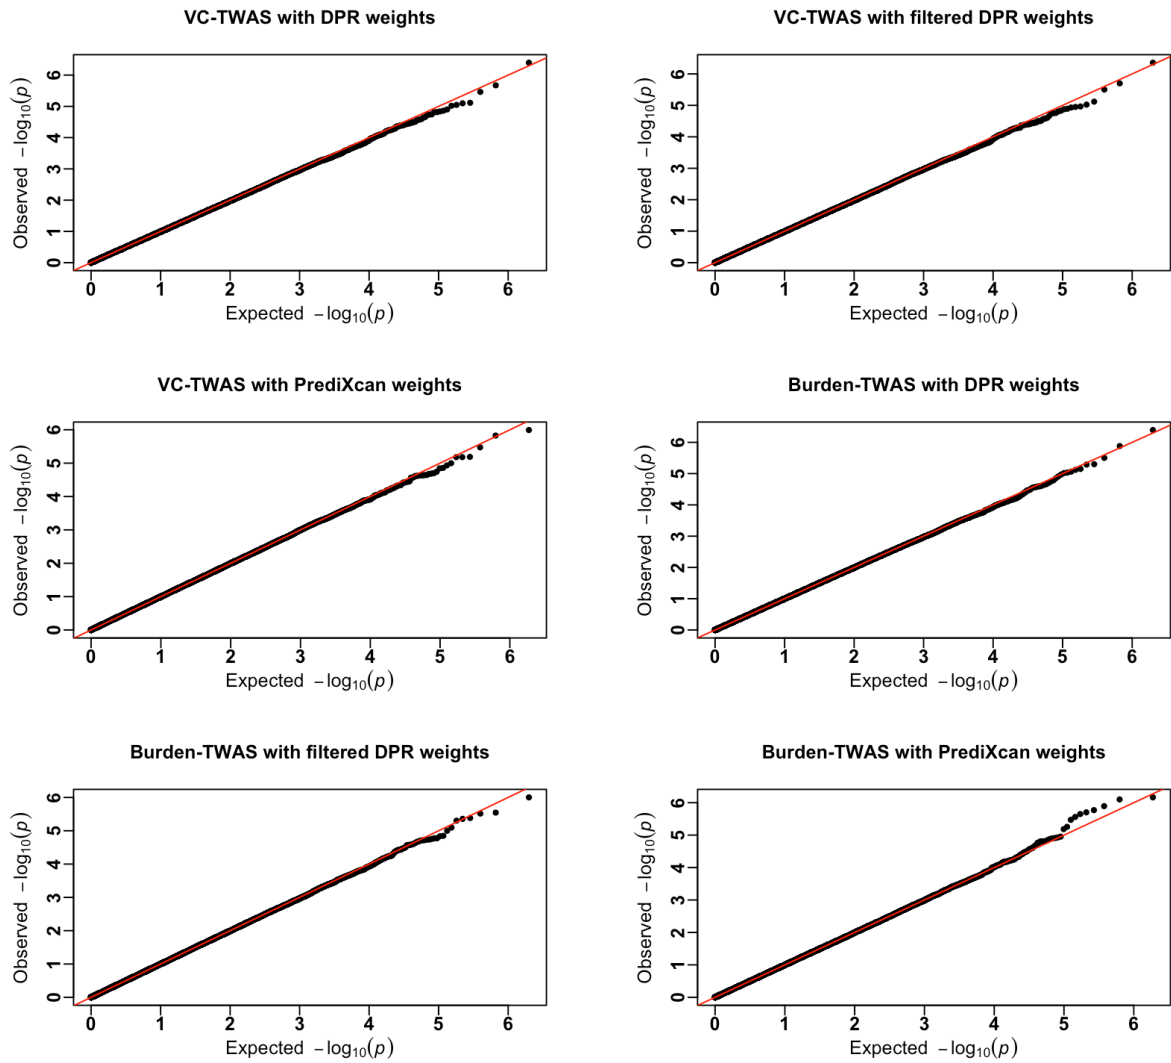 VC-TWAS with DPR weights
Observed −log₁₀(p)
0 1 2 3 4 5 6
0 1 2 3 4 5 6
Expected −log₁₀(p)
VC-TWAS with filtered DPR weights
Observed −log₁₀(p)
0 1 2 3 4 5 6
0 1 2 3 4 5 6
Expected −log₁₀(p)
VC-TWAS with PrediXcan weights
Observed −log₁₀(p)
0 1 2 3 4 5 6
0 1 2 3 4 5 6
Expected −log₁₀(p)
Burden-TWAS with DPR weights
Observed −log₁₀(p)
0 1 2 3 4 5 6
0 1 2 3 4 5 6
Expected −log₁₀(p)
Burden-TWAS with filtered DPR weights
Observed −log₁₀(p)
0 1 2 3 4 5 6
0 1 2 3 4 5 6
Expected −log₁₀(p)
Burden-TWAS with PrediXcan weights
Observed −log₁₀(p)
0 1 2 3 4 5 6
0 1 2 3 4 5 6
Expected −log₁₀(p)